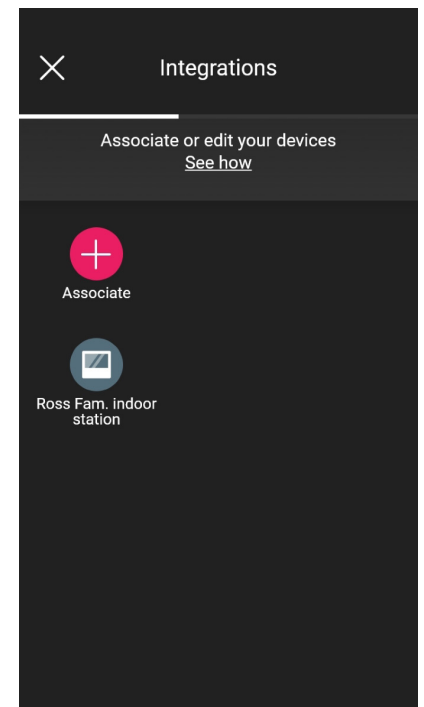 Integrations
Associate or edit your devices
See how
Associate
Ross Fam. indoor
station